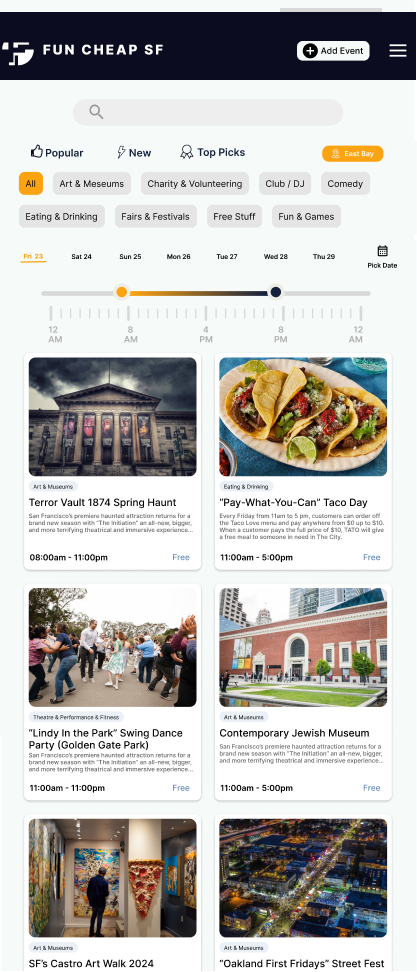 FUN CHEAP SF
Add Event
Popular
New
Top Picks
East Bay
All
Art & Meseums
Charity & Volunteering
Club / DJ
Comedy
Eating & Drinking
Fairs & Festivals
Free Stuff
Fun & Games
Fri 23
Sat 24
Sun 25
Mon 26
Tue 27
Wed 28
Thu 29
Pick Date
12 AM
8 AM
4 PM
8 PM
12 AM
Art & Museums
Terror Vault 1874 Spring Haunt
San Francisco's premiere haunted attraction returns for a
brand new season with "The Initiation" an all-new, bigger,
and more terrifying theatrical and immersive experience...
08:00am - 11:00pm
Free
Eating & Drinking
"Pay-What-You-Can" Taco Day
Every Friday from 11am to 5 pm, customers can order off
the Taco Love menu and pay anywhere from $0 up to $10.
When a customer pays the full price of $10, TATO will give
a free meal to someone in need in The City.
11:00am - 5:00pm
Free
Theatre & Performance & Fitness
"Lindy In the Park" Swing Dance
Party (Golden Gate Park)
San Francisco's premiere haunted attraction returns for a
brand new season with "The Initiation" an all-new, bigger,
and more terrifying theatrical and immersive experience...
11:00am - 11:00pm
Free
Art & Museums
Contemporary Jewish Museum
San Francisco's premiere haunted attraction returns for a
brand new season with "The Initiation" an all-new, bigger,
and more terrifying theatrical and immersive experience...
11:00am - 5:00pm
Free
Art & Museums
SF's Castro Art Walk 2024
Art & Museums
"Oakland First Fridays" Street Fest